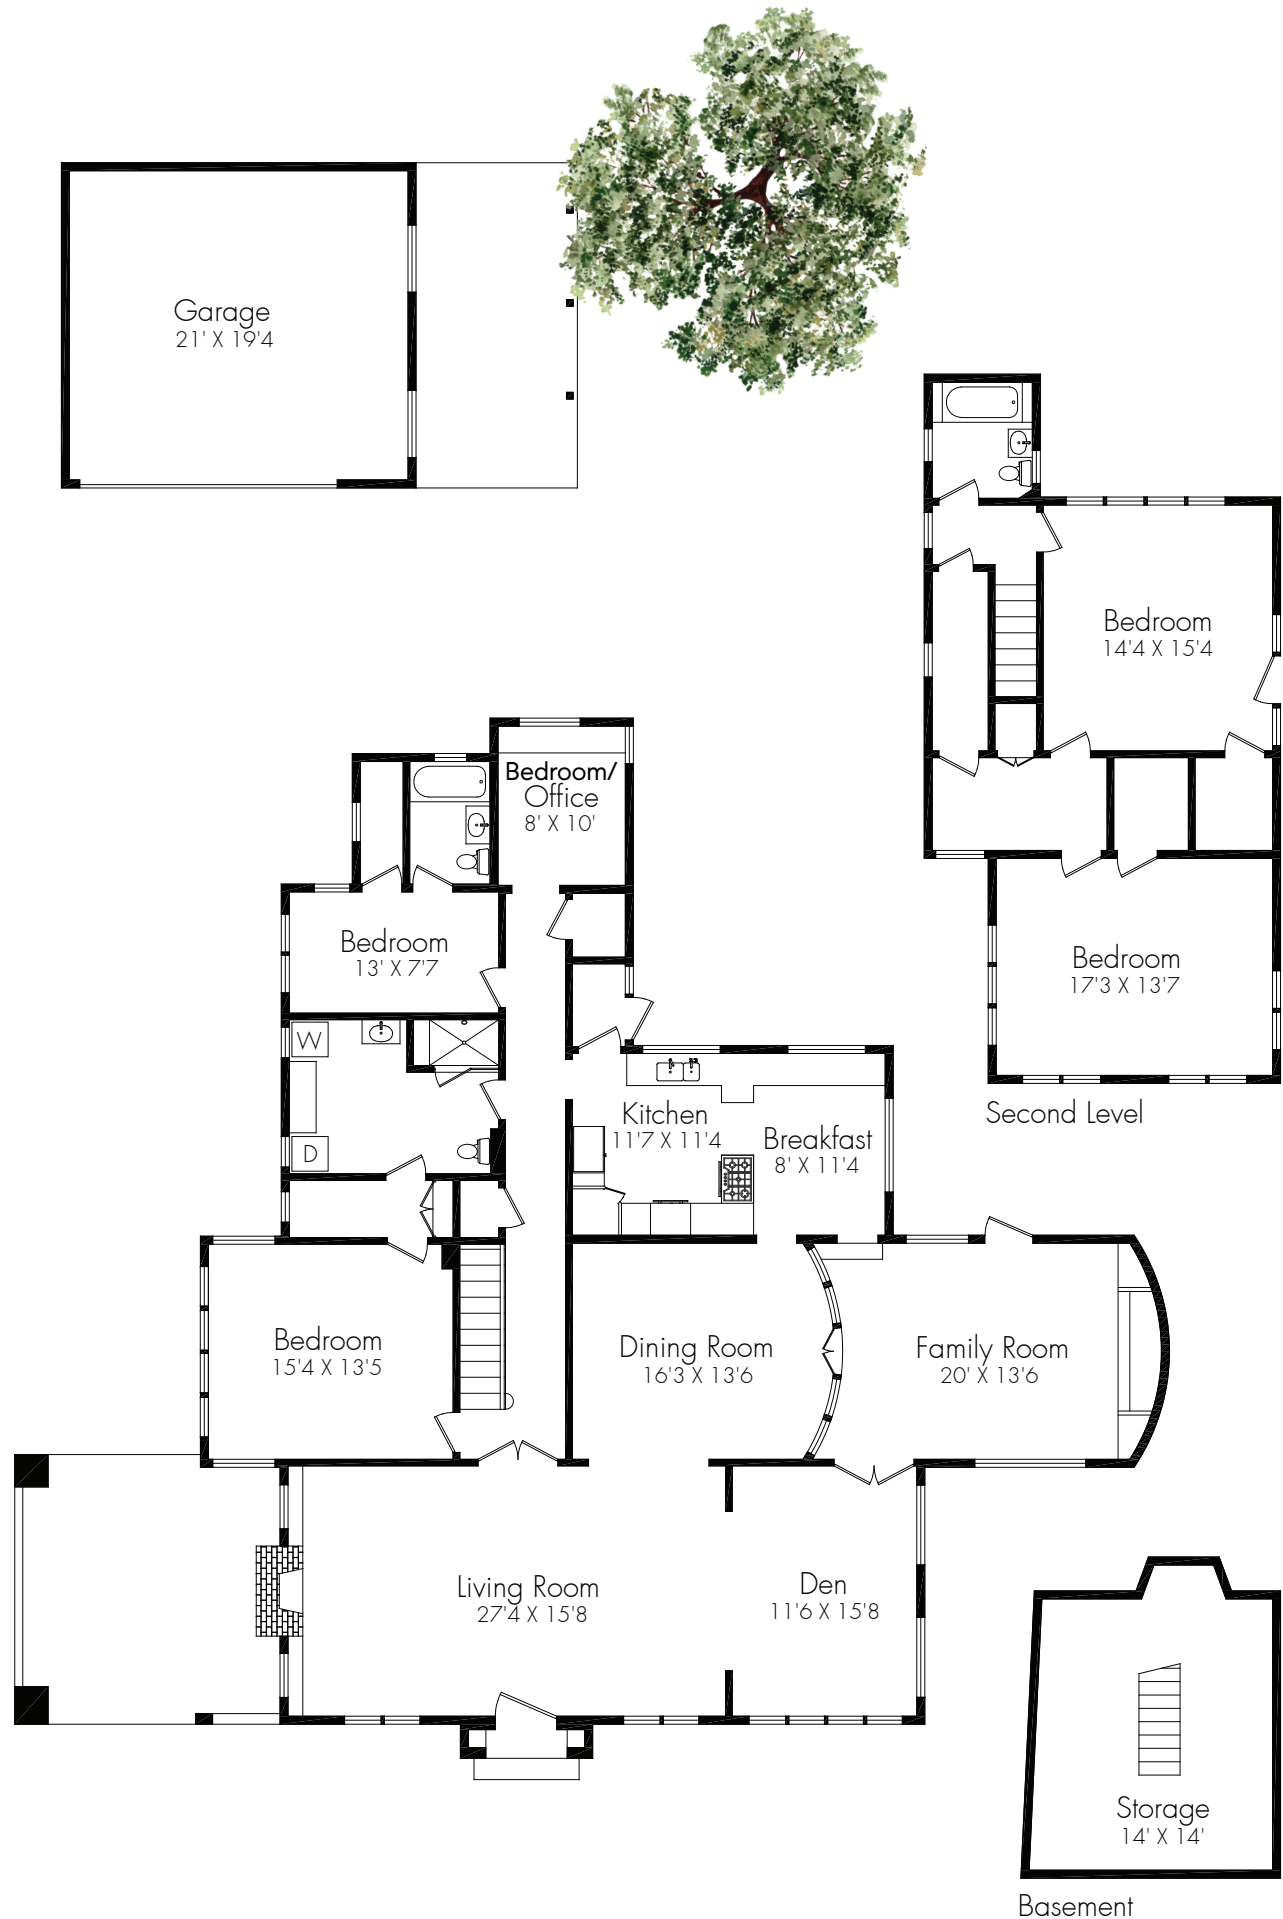 Garage
21' X 19'4
Bedroom
14'4 X 15'4
Bedroom/
Office
8' X 10'
Bedroom
13' X 7'7
Bedroom
17'3 X 13'7
W
Second Level
Kitchen
11'7 X 11'4
Breakfast
8' X 11'4
D
Bedroom
15'4 X 13'5
Dining Room
16'3 X 13'6
Family Room
20' X 13'6
Living Room
27'4 X 15'8
Den
11'6 X 15'8
Storage
14' X 14'
Basement